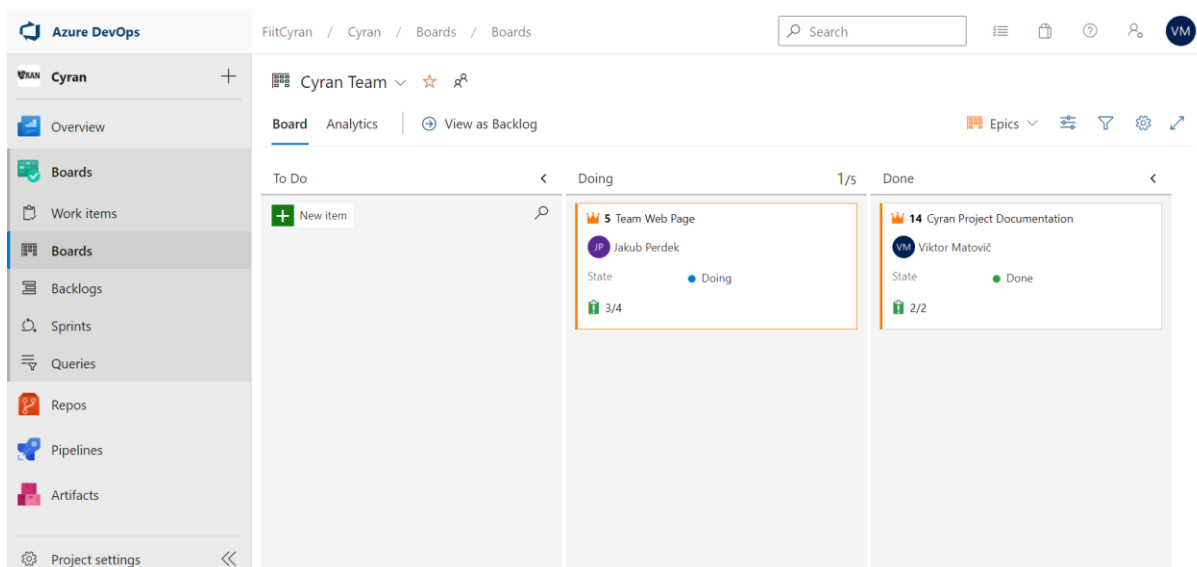 Azure DevOps
FiitCyran / Cyran / Boards / Boards
Search
VM
Cyran
Cyran Team
Overview
Board Analytics View as Backlog
Epics
Boards
To Do
Doing 1/5
Done
Work items
New item
5 Team Web Page
14 Cyran Project Documentation
Boards
JP Jakub Perdek
VM Viktor Matovič
Backlogs
State Doing
State Done
3/4
2/2
Sprints
Queries
Repos
Pipelines
Artifacts
Project settings